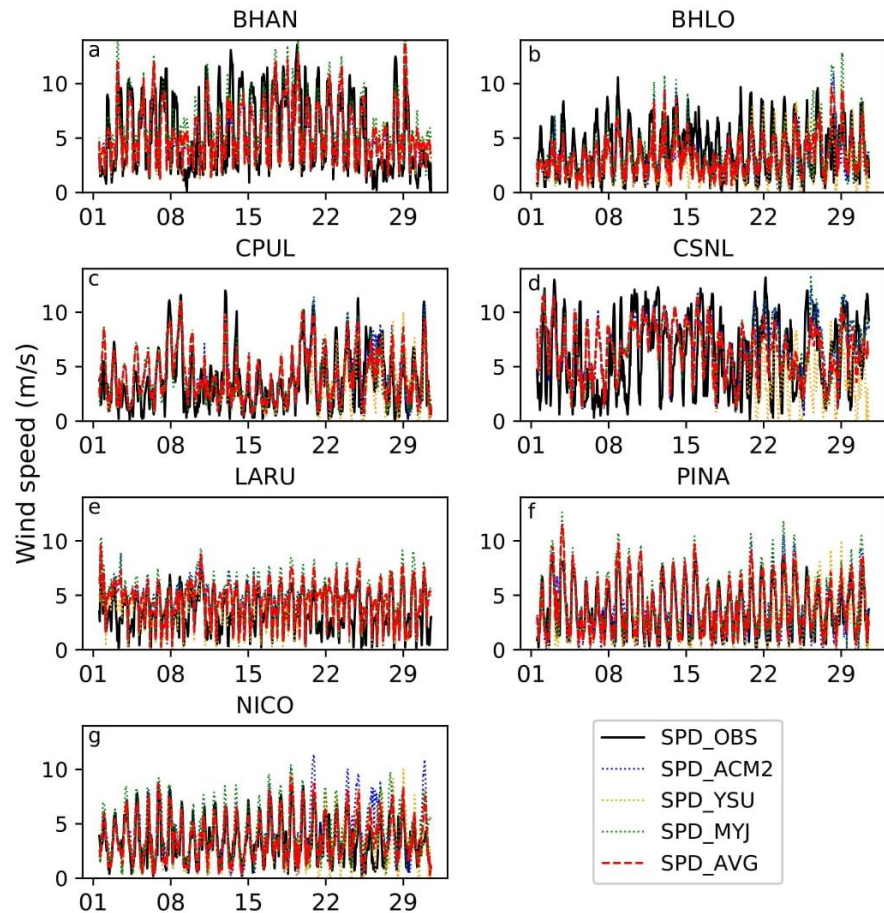 BHAN
BHLO
a
b
10
5
0
10
5
0
01 08 15 22 29
01 08 15 22 29
CPUL
CSNL
c
d
10
5
0
10
5
0
01 08 15 22 29
01 08 15 22 29
Wind speed (m/s)
LARU
PINA
e
f
10
5
0
10
5
0
01 08 15 22 29
01 08 15 22 29
NICO
g
10
5
0
01 08 15 22 29
SPD_OBS
SPD_ACM2
SPD_YSU
SPD_MYJ
SPD_AVG